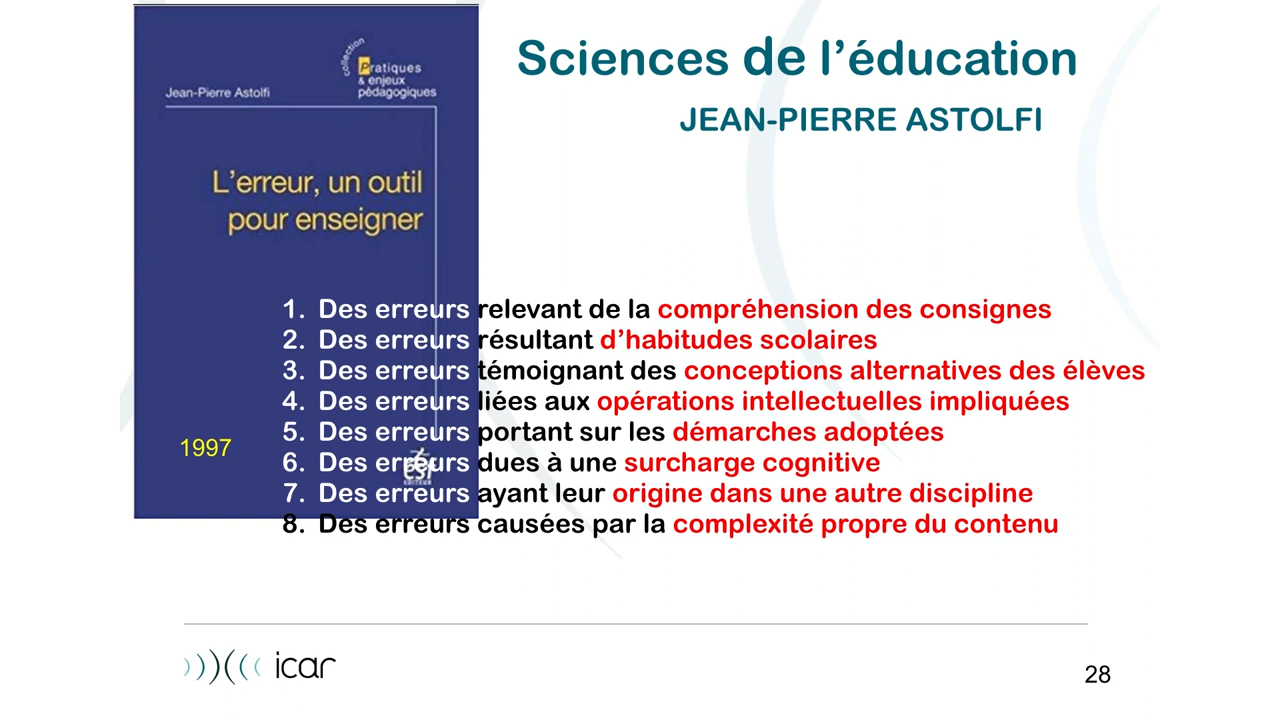 Sciences de l’éducation
JEAN-PIERRE ASTOLFI
collection
Pratiques
& enjeux
pédagogiques
Jean-Pierre Astolfi
L’erreur, un outil
pour enseigner
1. Des erreurs relevant de la compréhension des consignes
2. Des erreurs résultant d’habitudes scolaires
3. Des erreurs témoignant des conceptions alternatives des élèves
4. Des erreurs liées aux opérations intellectuelles impliquées
5. Des erreurs portant sur les démarches adoptées
6. Des erreurs dues à une surcharge cognitive
7. Des erreurs ayant leur origine dans une autre discipline
8. Des erreurs causées par la complexité propre du contenu
1997
ESF
EDITEUR
icar
28